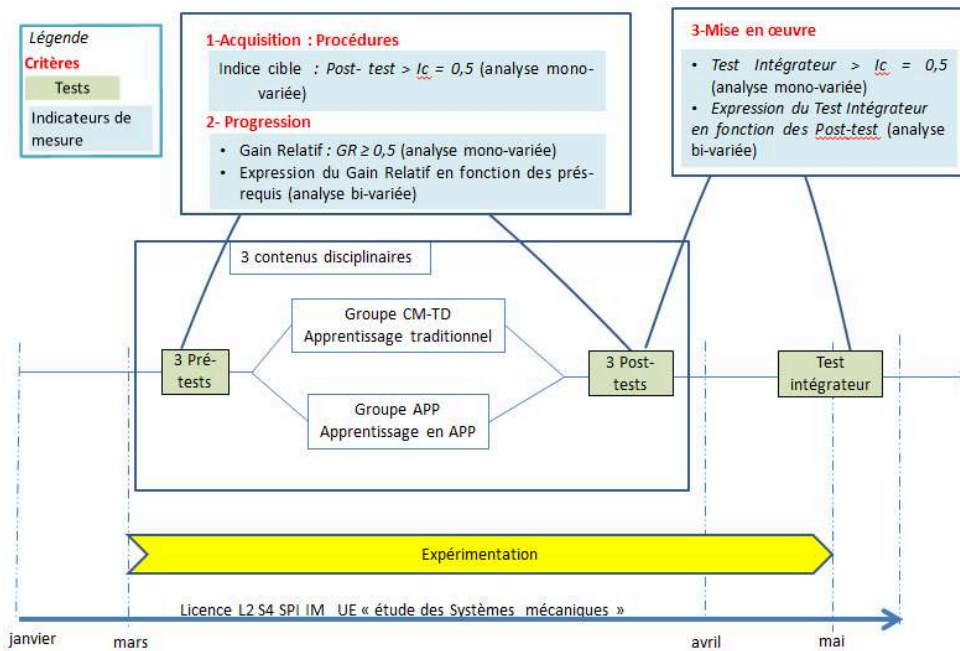 Légende
Critères
Tests
Indicateurs de
mesure
1-Acquisition : Procédures
Indice cible : Post- test > Ic = 0,5 (analyse mono-
variée)
2- Progression
• Gain Relatif : GR ≥ 0,5 (analyse mono-variée)
• Expression du Gain Relatif en fonction des prés-
requis (analyse bi-variée)
3-Mise en œuvre
• Test Intégrateur > Ic = 0,5
(analyse mono-variée)
• Expression du Test Intégrateur
en fonction des Post-test (analyse
bi-variée)
3 contenus disciplinaires
Groupe CM-TD
Apprentissage traditionnel
3 Pré-
tests
3 Post-
tests
Test
intégrateur
Groupe APP
Apprentissage en APP
Expérimentation
Licence L2 S4 SPI IM UE « étude des Systèmes mécaniques »
janvier
mars
avril
mai